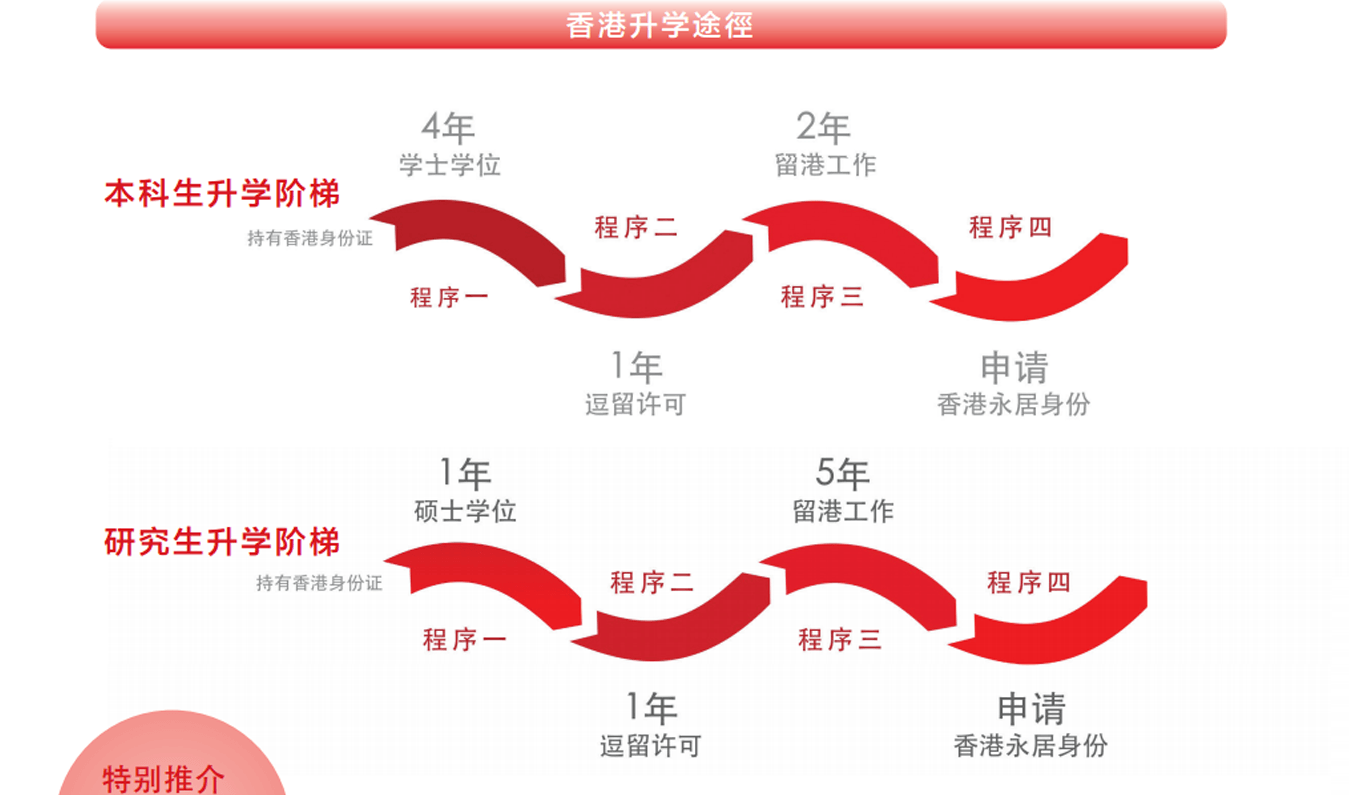 香港升学途徑
4年
学士学位
2年
留港工作
本科生升学阶梯
持有香港身份证
程序二
程序四
程序一
程序三
1年
逗留许可
申请
香港永居身份
1年
硕士学位
5年
留港工作
研究生升学阶梯
持有香港身份证
程序二
程序四
程序一
程序三
1年
逗留许可
申请
香港永居身份
特别推介